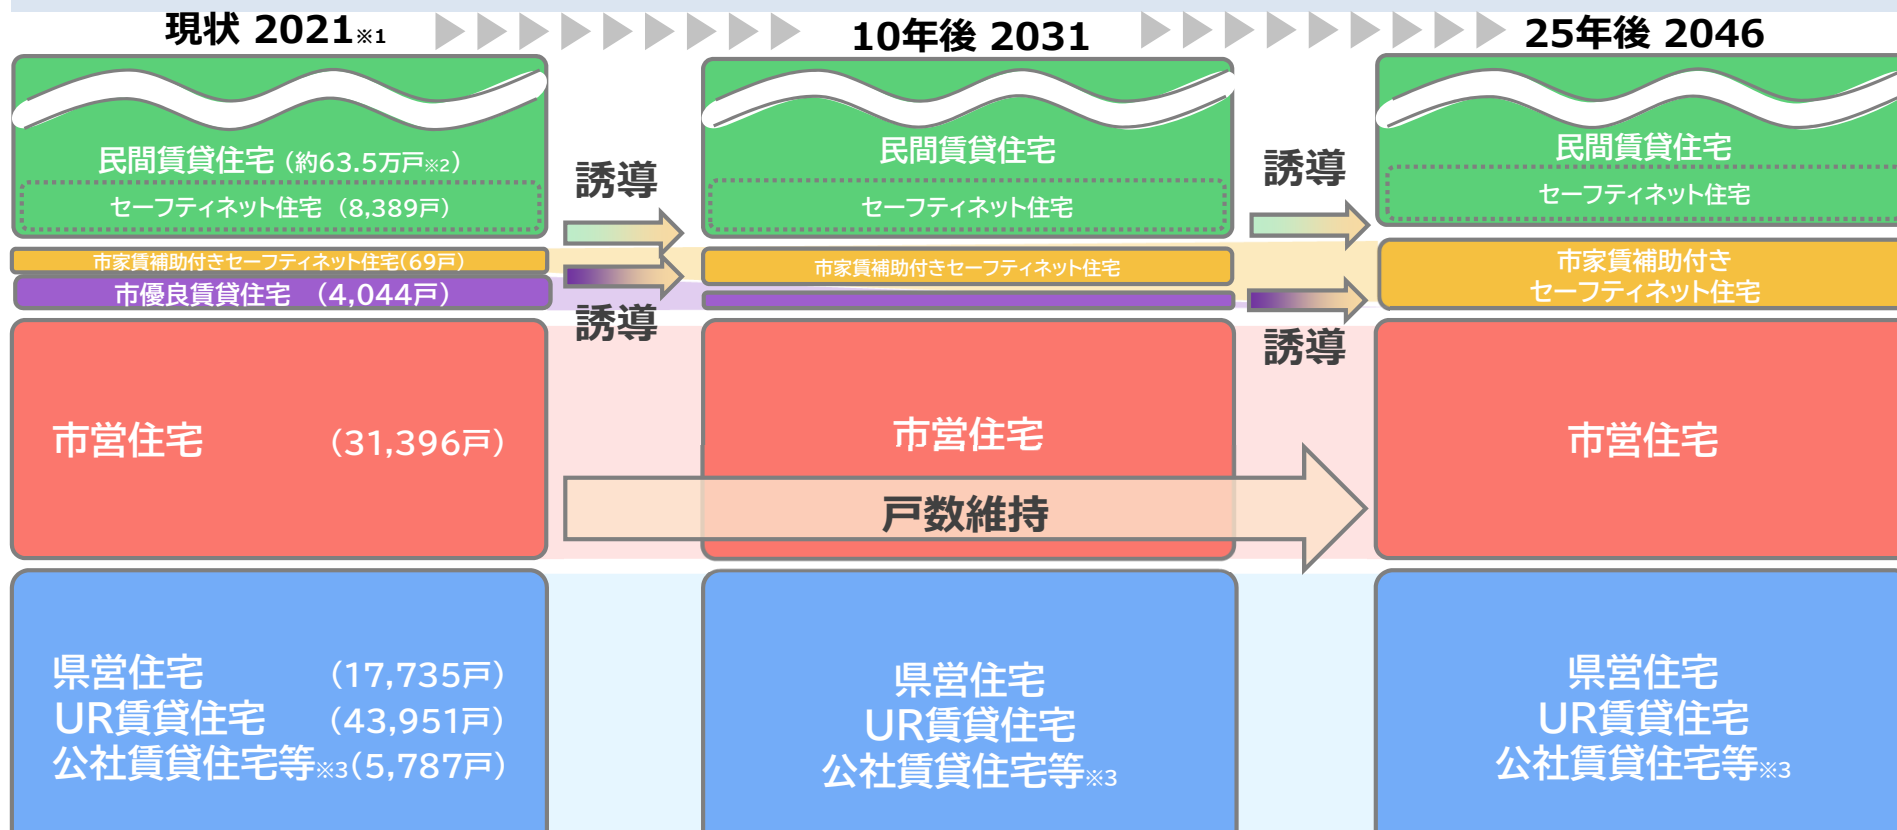 現状 2021※1
10年後 2031
25年後 2046
民間賃貸住宅（約63.5万戸※2）
セーフティネット住宅（8,389戸）
市家賃補助付きセーフティネット住宅(69戸)
市優良賃貸住宅（4,044戸）
市営住宅（31,396戸）
県営住宅（17,735戸）
UR賃貸住宅（43,951戸）
公社賃貸住宅等※3(5,787戸)
誘導
誘導
民間賃貸住宅
セーフティネット住宅
市家賃補助付きセーフティネット住宅
市営住宅
戸数維持
県営住宅
UR賃貸住宅
公社賃貸住宅等※3
誘導
誘導
民間賃貸住宅
セーフティネット住宅
市家賃補助付き
セーフティネット住宅
市営住宅
県営住宅
UR賃貸住宅
公社賃貸住宅等※3